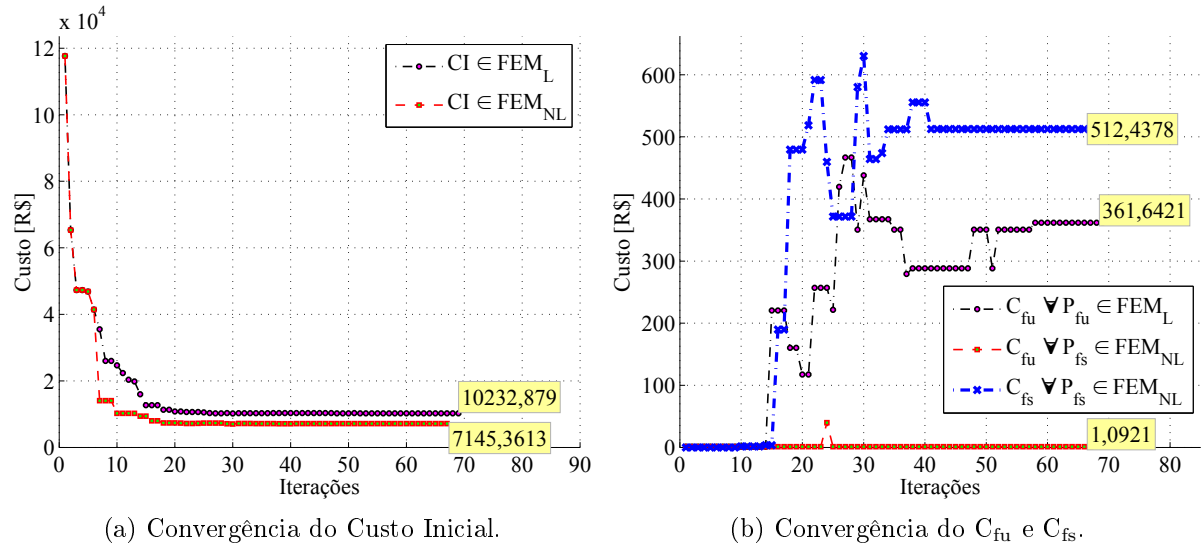 x 10^4
12
10
8
6
4
2
0
Custo [R$]
0 10 20 30 40 50 60 70 80 90
Iterações
CI ∈ FEM_L
CI ∈ FEM_NL
10232,879
7145,3613
(a) Convergência do Custo Inicial.
600
500
400
300
200
100
0
Custo [R$]
0 10 20 30 40 50 60 70 80
Iterações
512,4378
361,6421
C_fu ∀ P_fu ∈ FEM_L
C_fu ∀ P_fs ∈ FEM_NL
C_fs ∀ P_fs ∈ FEM_NL
1,0921
(b) Convergência do C_fu e C_fs.